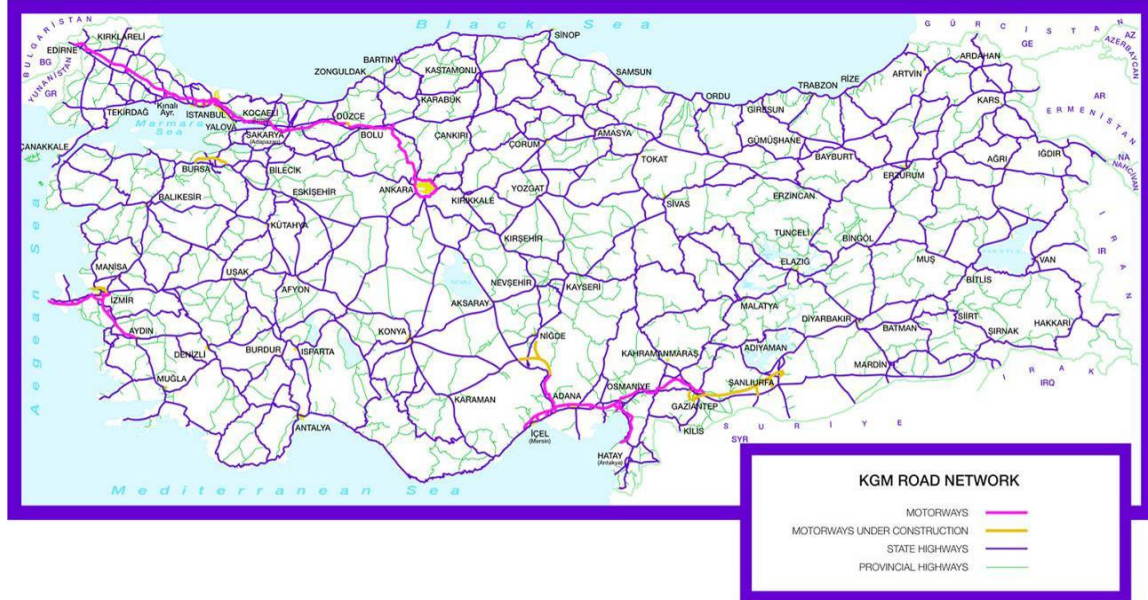 Black Sea
BULGARİSTAN
BG
YUNANİSTAN
GR
GÜRCİSTAN
GE
AZ
AZERBAYCAN
AR
ERMENİSTAN
NA
NAHCIVAN
İRAN
IR
IRAK
IRQ
SURİYE
SYR
Marmara
Sea
Aegean Sea
Mediterranean Sea
KIRKLARELİ
EDİRNE
TEKİRDAĞ
Kınalı
Ayr.
İSTANBUL
YALOVA
KOCAELİ
SAKARYA
(Adapazarı)
DÜZCE
BOLU
ZONGULDAK
BARTIN
KASTAMONU
KARABÜK
SİNOP
SAMSUN
ORDU
GİRESUN
TRABZON
RİZE
ARTVİN
ARDAHAN
KARS
ÇANAKKALE
BURSA
BİLECİK
BALIKESİR
ESKİŞEHİR
ANKARA
KIRIKKALE
ÇANKIRI
ÇORUM
AMASYA
TOKAT
YOZGAT
SİVAS
GÜMÜŞHANE
BAYBURT
ERZURUM
ERZİNCAN
AĞRI
IĞDIR
KÜTAHYA
KIRŞEHİR
TUNCELİ
BİNGÖL
ELAZIĞ
MUŞ
VAN
BİTLİS
MANİSA
İZMİR
UŞAK
AFYON
AKSARAY
NEVŞEHİR
KAYSERİ
MALATYA
DİYARBAKIR
BATMAN
SİİRT
ŞIRNAK
HAKKARİ
AYDIN
DENİZLİ
BURDUR
ISPARTA
KONYA
NİĞDE
KAHRAMANMARAŞ
ADIYAMAN
MARDİN
MUĞLA
KARAMAN
ADANA
OSMANİYE
GAZİANTEP
ŞANLIURFA
KİLİS
ANTALYA
İÇEL
(Mersin)
HATAY
(Antakya)
KGM ROAD NETWORK
MOTORWAYS
MOTORWAYS UNDER CONSTRUCTION
STATE HIGHWAYS
PROVINCIAL HIGHWAYS